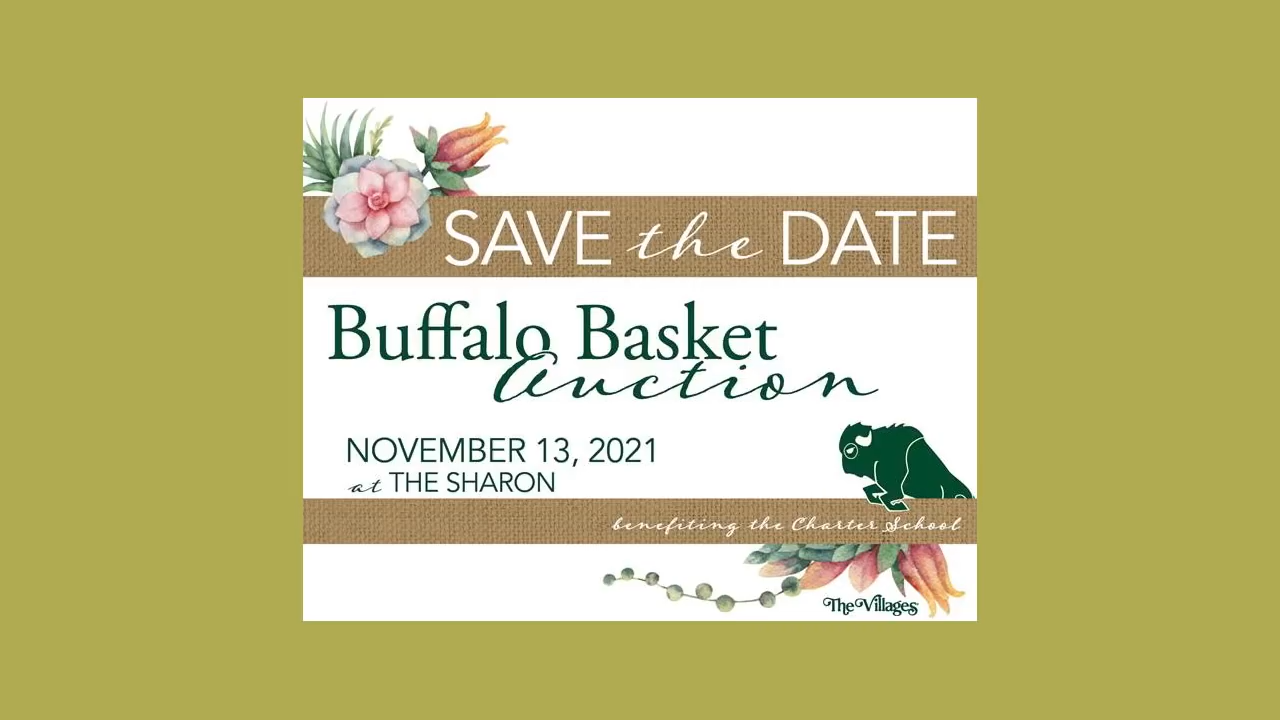 SAVE the DATE
Buffalo Basket
Auction
NOVEMBER 13, 2021
at THE SHARON
benefiting the Charter School
The Villages